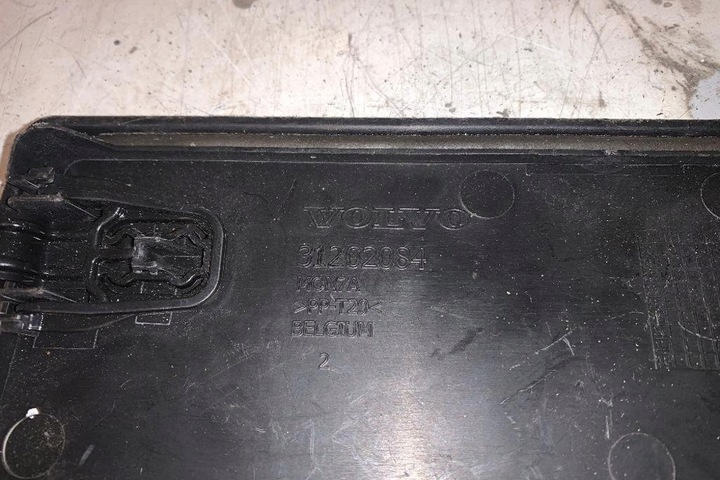 VOLVO
31262084
>PP-T20<
BELGIUM
2